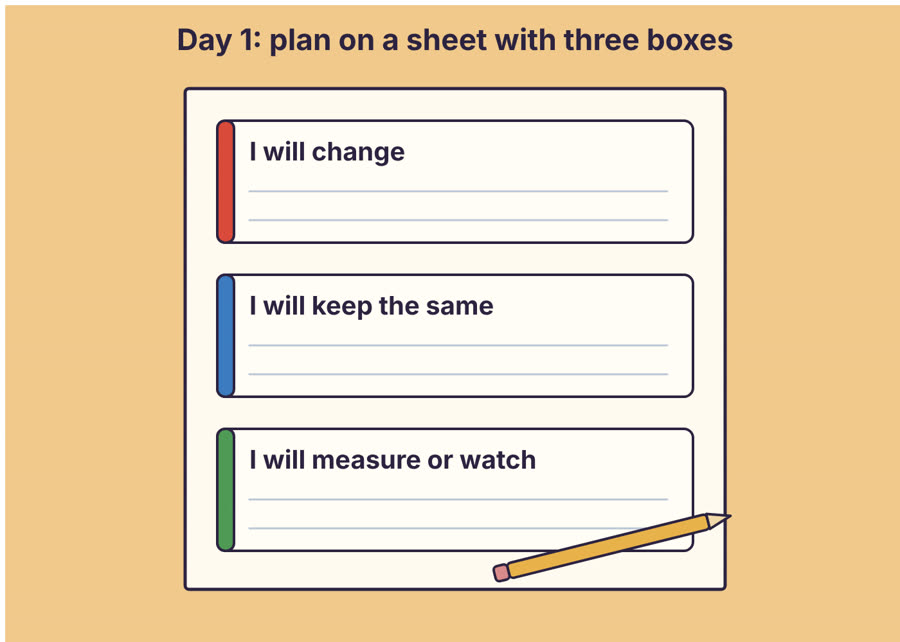 Day 1: plan on a sheet with three boxes
I will change
I will keep the same
I will measure or watch